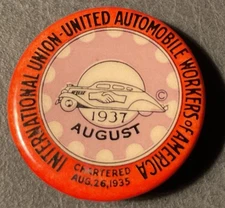 INTERNATIONAL UNION-UNITED AUTOMOBILE WORKERS of AMERICA
©
1937
AUGUST
CHARTERED
AUG. 26, 1935